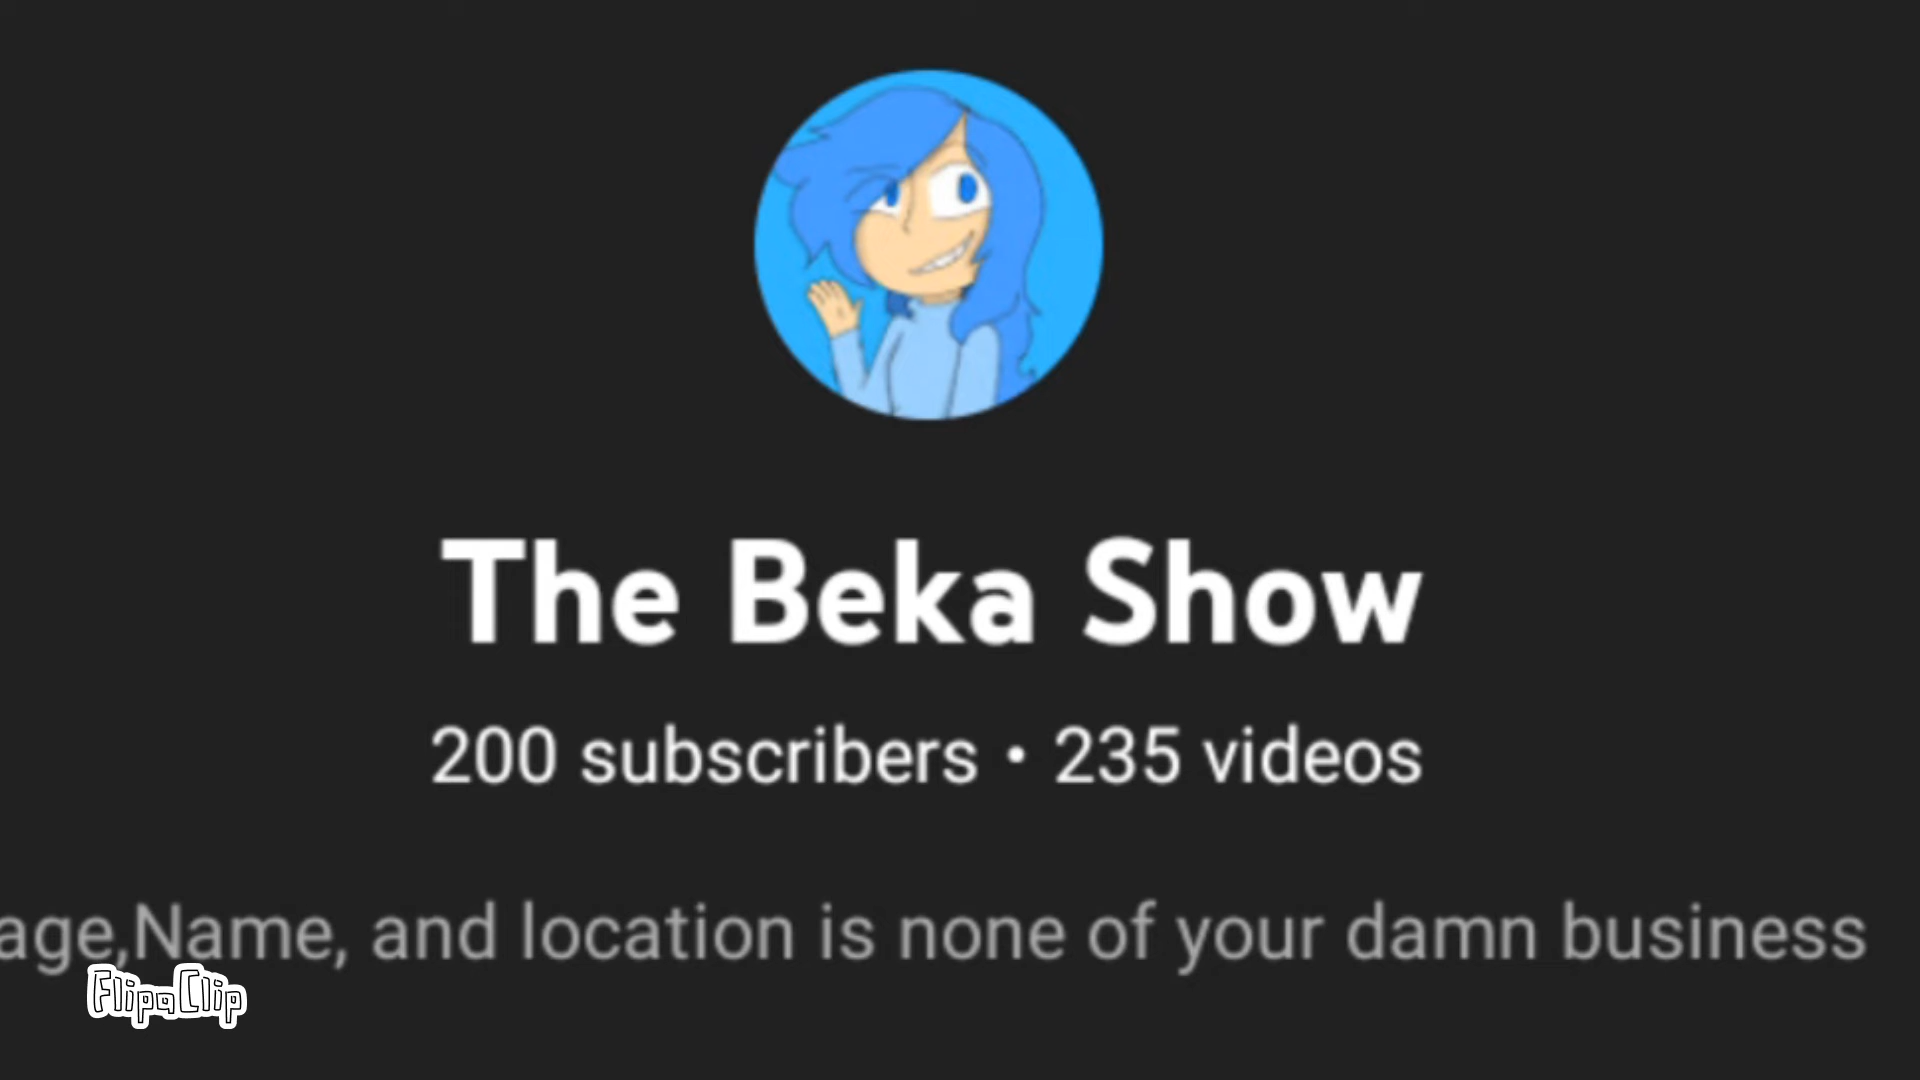 The Beka Show
200 subscribers • 235 videos
age,Name, and location is none of your damn business
FlipaClip